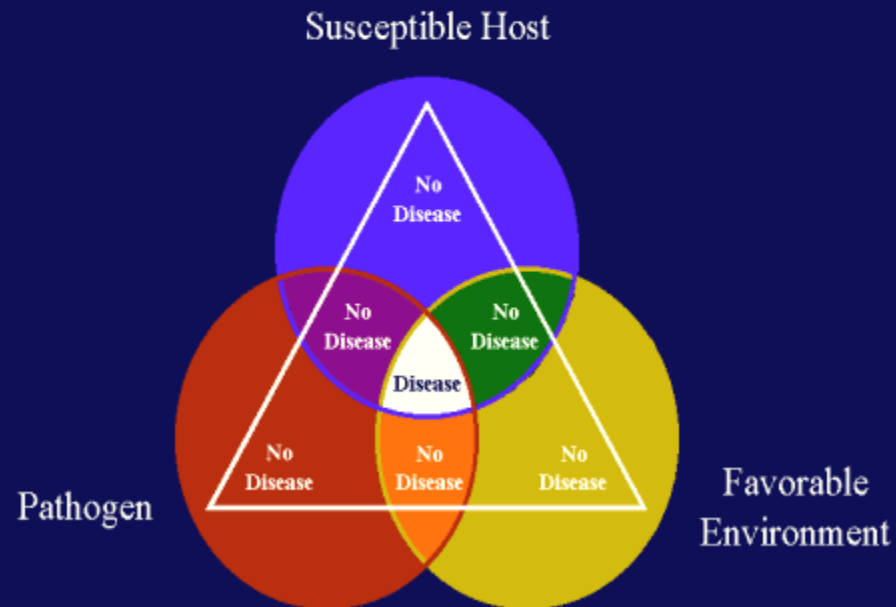 Susceptible Host
No
Disease
No
Disease
No
Disease
Disease
No
Disease
No
Disease
No
Disease
Pathogen
Favorable
Environment